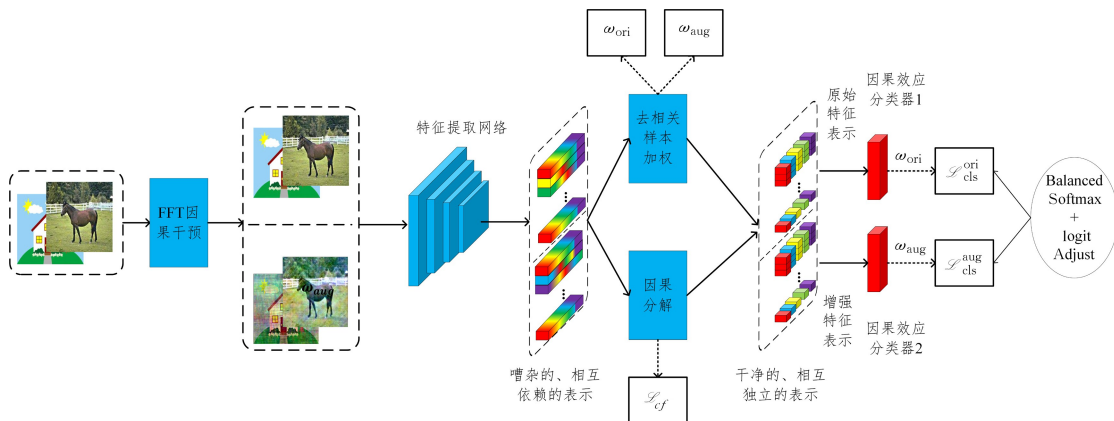 FFT因
果干预
ω_aug
特征提取网络
嘈杂的、相互
依赖的表示
ω_ori
ω_aug
去相关
样本
加权
因果
分解
ℒ_cf
原始
特征
表示
增强
特征
表示
干净的、相互
独立的表示
因果效应
分类器1
ω_ori
ω_aug
因果效应
分类器2
ℒ_cls^ori
ℒ_cls^aug
Balanced
Softmax
+
logit
Adjust